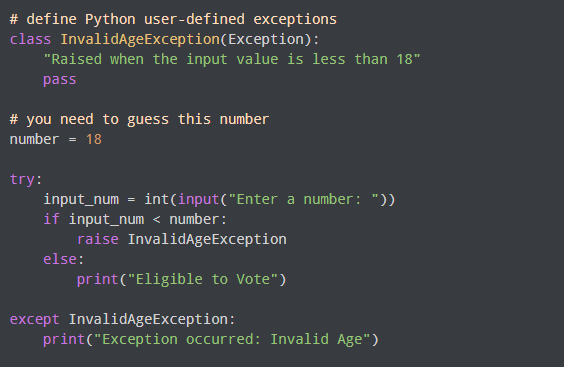 # define Python user-defined exceptions
class InvalidAgeException(Exception):
    "Raised when the input value is less than 18"
    pass

# you need to guess this number
number = 18

try:
    input_num = int(input("Enter a number: "))
    if input_num < number:
        raise InvalidAgeException
    else:
        print("Eligible to Vote")

except InvalidAgeException:
    print("Exception occurred: Invalid Age")